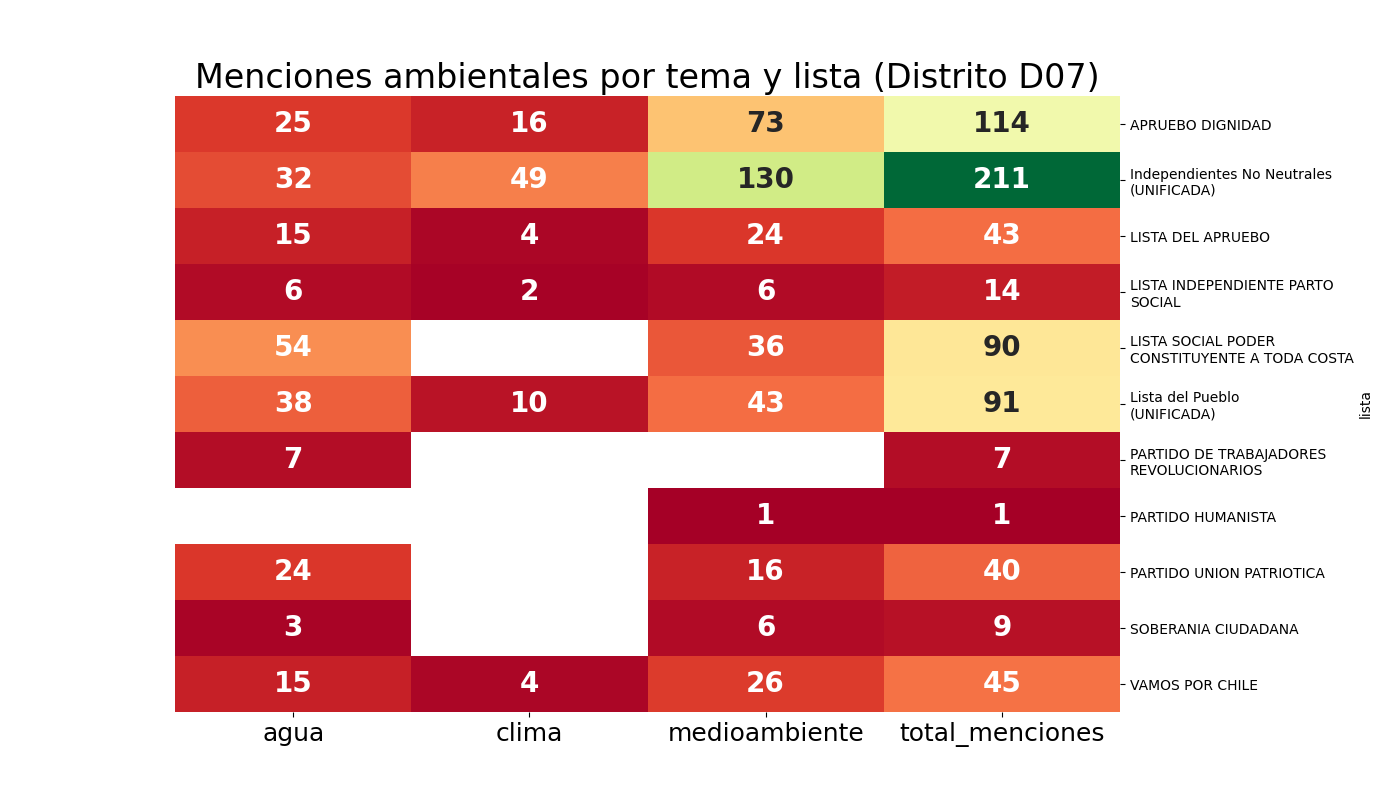 Menciones ambientales por tema y lista (Distrito D07)
25 16 73 114 APRUEBO DIGNIDAD
32 49 130 211 Independientes No Neutrales
(UNIFICADA)
15 4 24 43 LISTA DEL APRUEBO
6 2 6 14 LISTA INDEPENDIENTE PARTO
SOCIAL
54 36 90 LISTA SOCIAL PODER
CONSTITUYENTE A TODA COSTA
38 10 43 91 Lista del Pueblo
(UNIFICADA)
lista
7 7 PARTIDO DE TRABAJADORES
REVOLUCIONARIOS
1 1 PARTIDO HUMANISTA
24 16 40 PARTIDO UNION PATRIOTICA
3 6 9 SOBERANIA CIUDADANA
15 4 26 45 VAMOS POR CHILE
agua clima medioambiente total_menciones